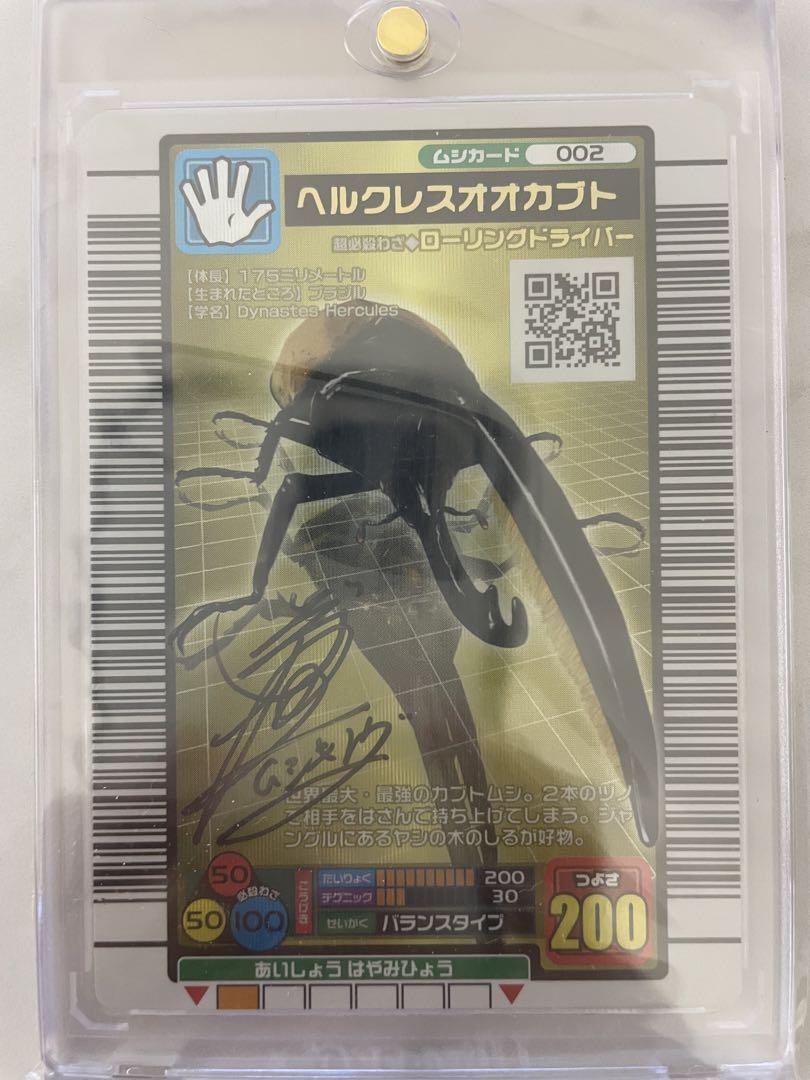 ムシカード 002
ヘルクレスオオカブト
超必殺わざ◆ローリングドライバー
【体長】175ミリメートル
【生まれたところ】ブラジル
【学名】Dynastes Hercules
世界最大・最強のカブトムシ。2本のツノ
で相手をはさんで持ち上げてしまう。ジャ
ングルにあるヤシの木のしるが好物。
50
必殺わざ
50 100
こうげき
たいりょく 200
テクニック 30
せいかく バランスタイプ
つよさ
200
あいしょう はやみひょう